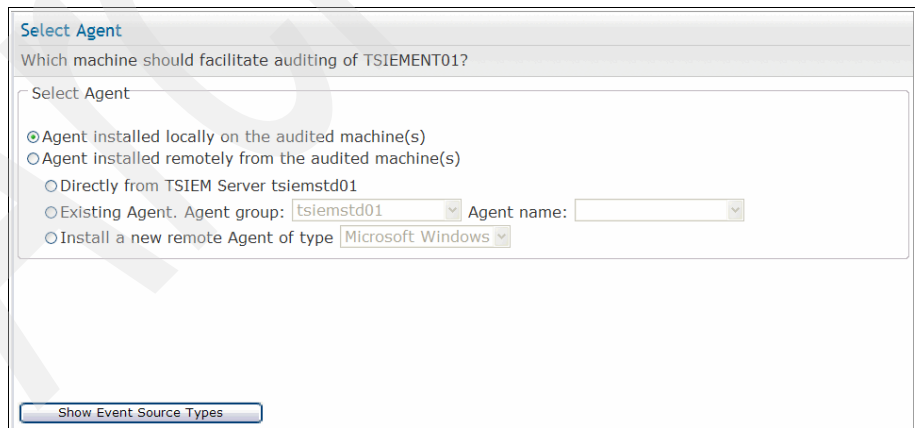 Select Agent
Which machine should facilitate auditing of TSIEMENT01?
Select Agent
Agent installed locally on the audited machine(s)
Agent installed remotely from the audited machine(s)
Directly from TSIEM Server tsiemstd01
Existing Agent. Agent group: tsiemstd01 Agent name:
Install a new remote Agent of type Microsoft Windows
Show Event Source Types